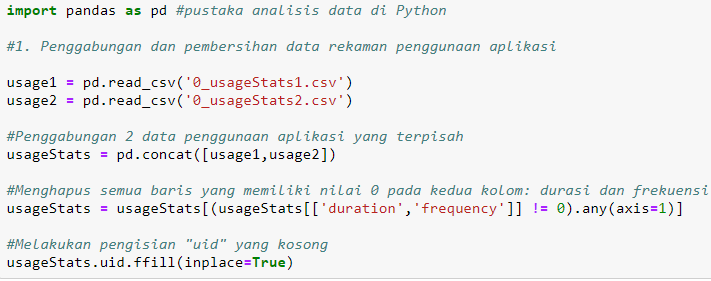 import pandas as pd #pustaka analisis data di Python
#1. Penggabungan dan pembersihan data rekaman penggunaan aplikasi
usage1 = pd.read_csv('0_usageStats1.csv')
usage2 = pd.read_csv('0_usageStats2.csv')
#Penggabungan 2 data penggunaan aplikasi yang terpisah
usageStats = pd.concat([usage1,usage2])
#Menghapus semua baris yang memiliki nilai 0 pada kedua kolom: durasi dan frekuensi
usageStats = usageStats[(usageStats[['duration','frequency']] != 0).any(axis=1)]
#Melakukan pengisian "uid" yang kosong
usageStats.uid.ffill(inplace=True)